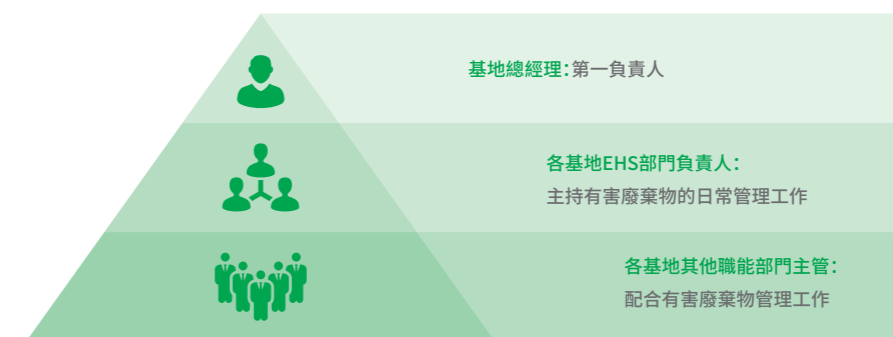 基地總經理：第一負責人
各基地EHS部門負責人：
主持有害廢棄物的日常管理工作
各基地其他職能部門主管：
配合有害廢棄物管理工作